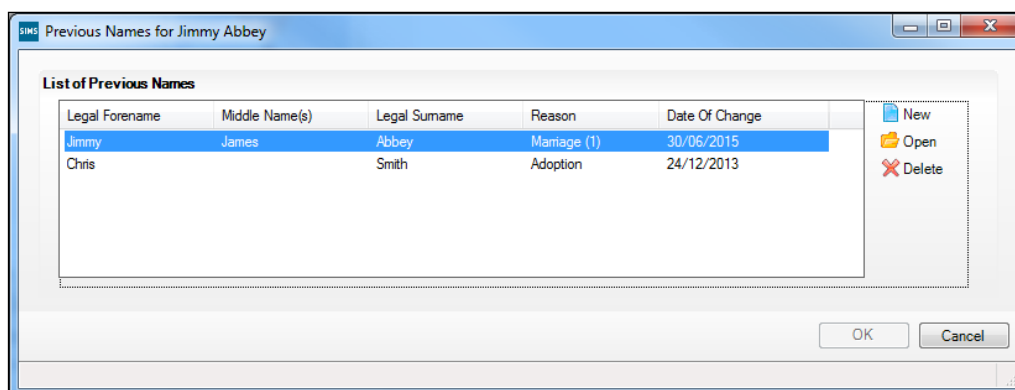 SIMS Previous Names for Jimmy Abbey
List of Previous Names
Legal Forename Middle Name(s) Legal Surname Reason Date Of Change
Jimmy James Abbey Marriage (1) 30/06/2015
Chris Smith Adoption 24/12/2013
New
Open
Delete
OK Cancel